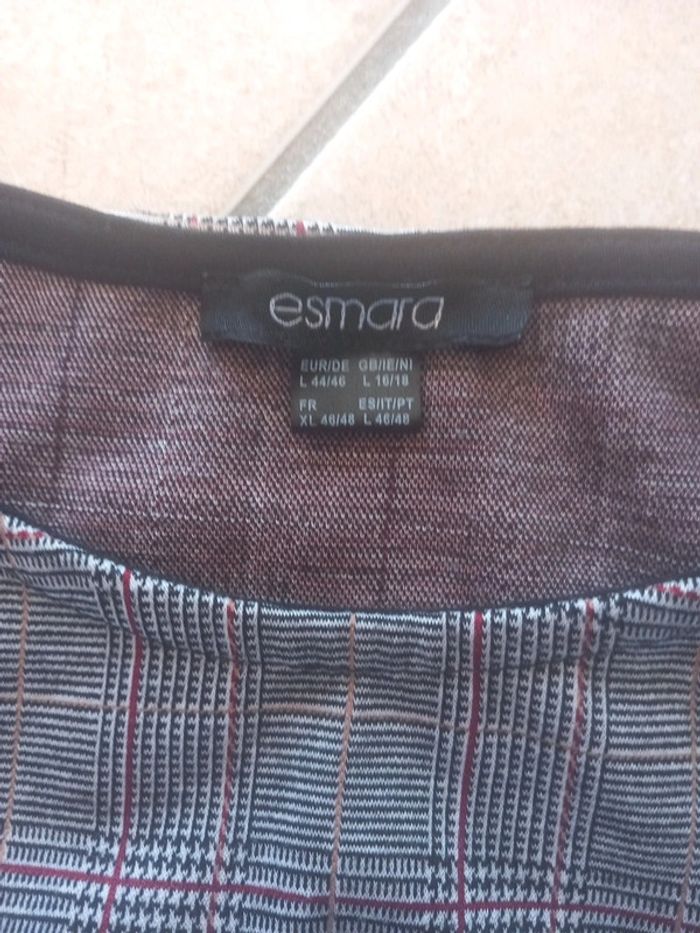 esmara
EUR/DE GB/IE/NI
L 44/46 L 16/18
FR ES/IT/PT
XL 46/48 L 46/48